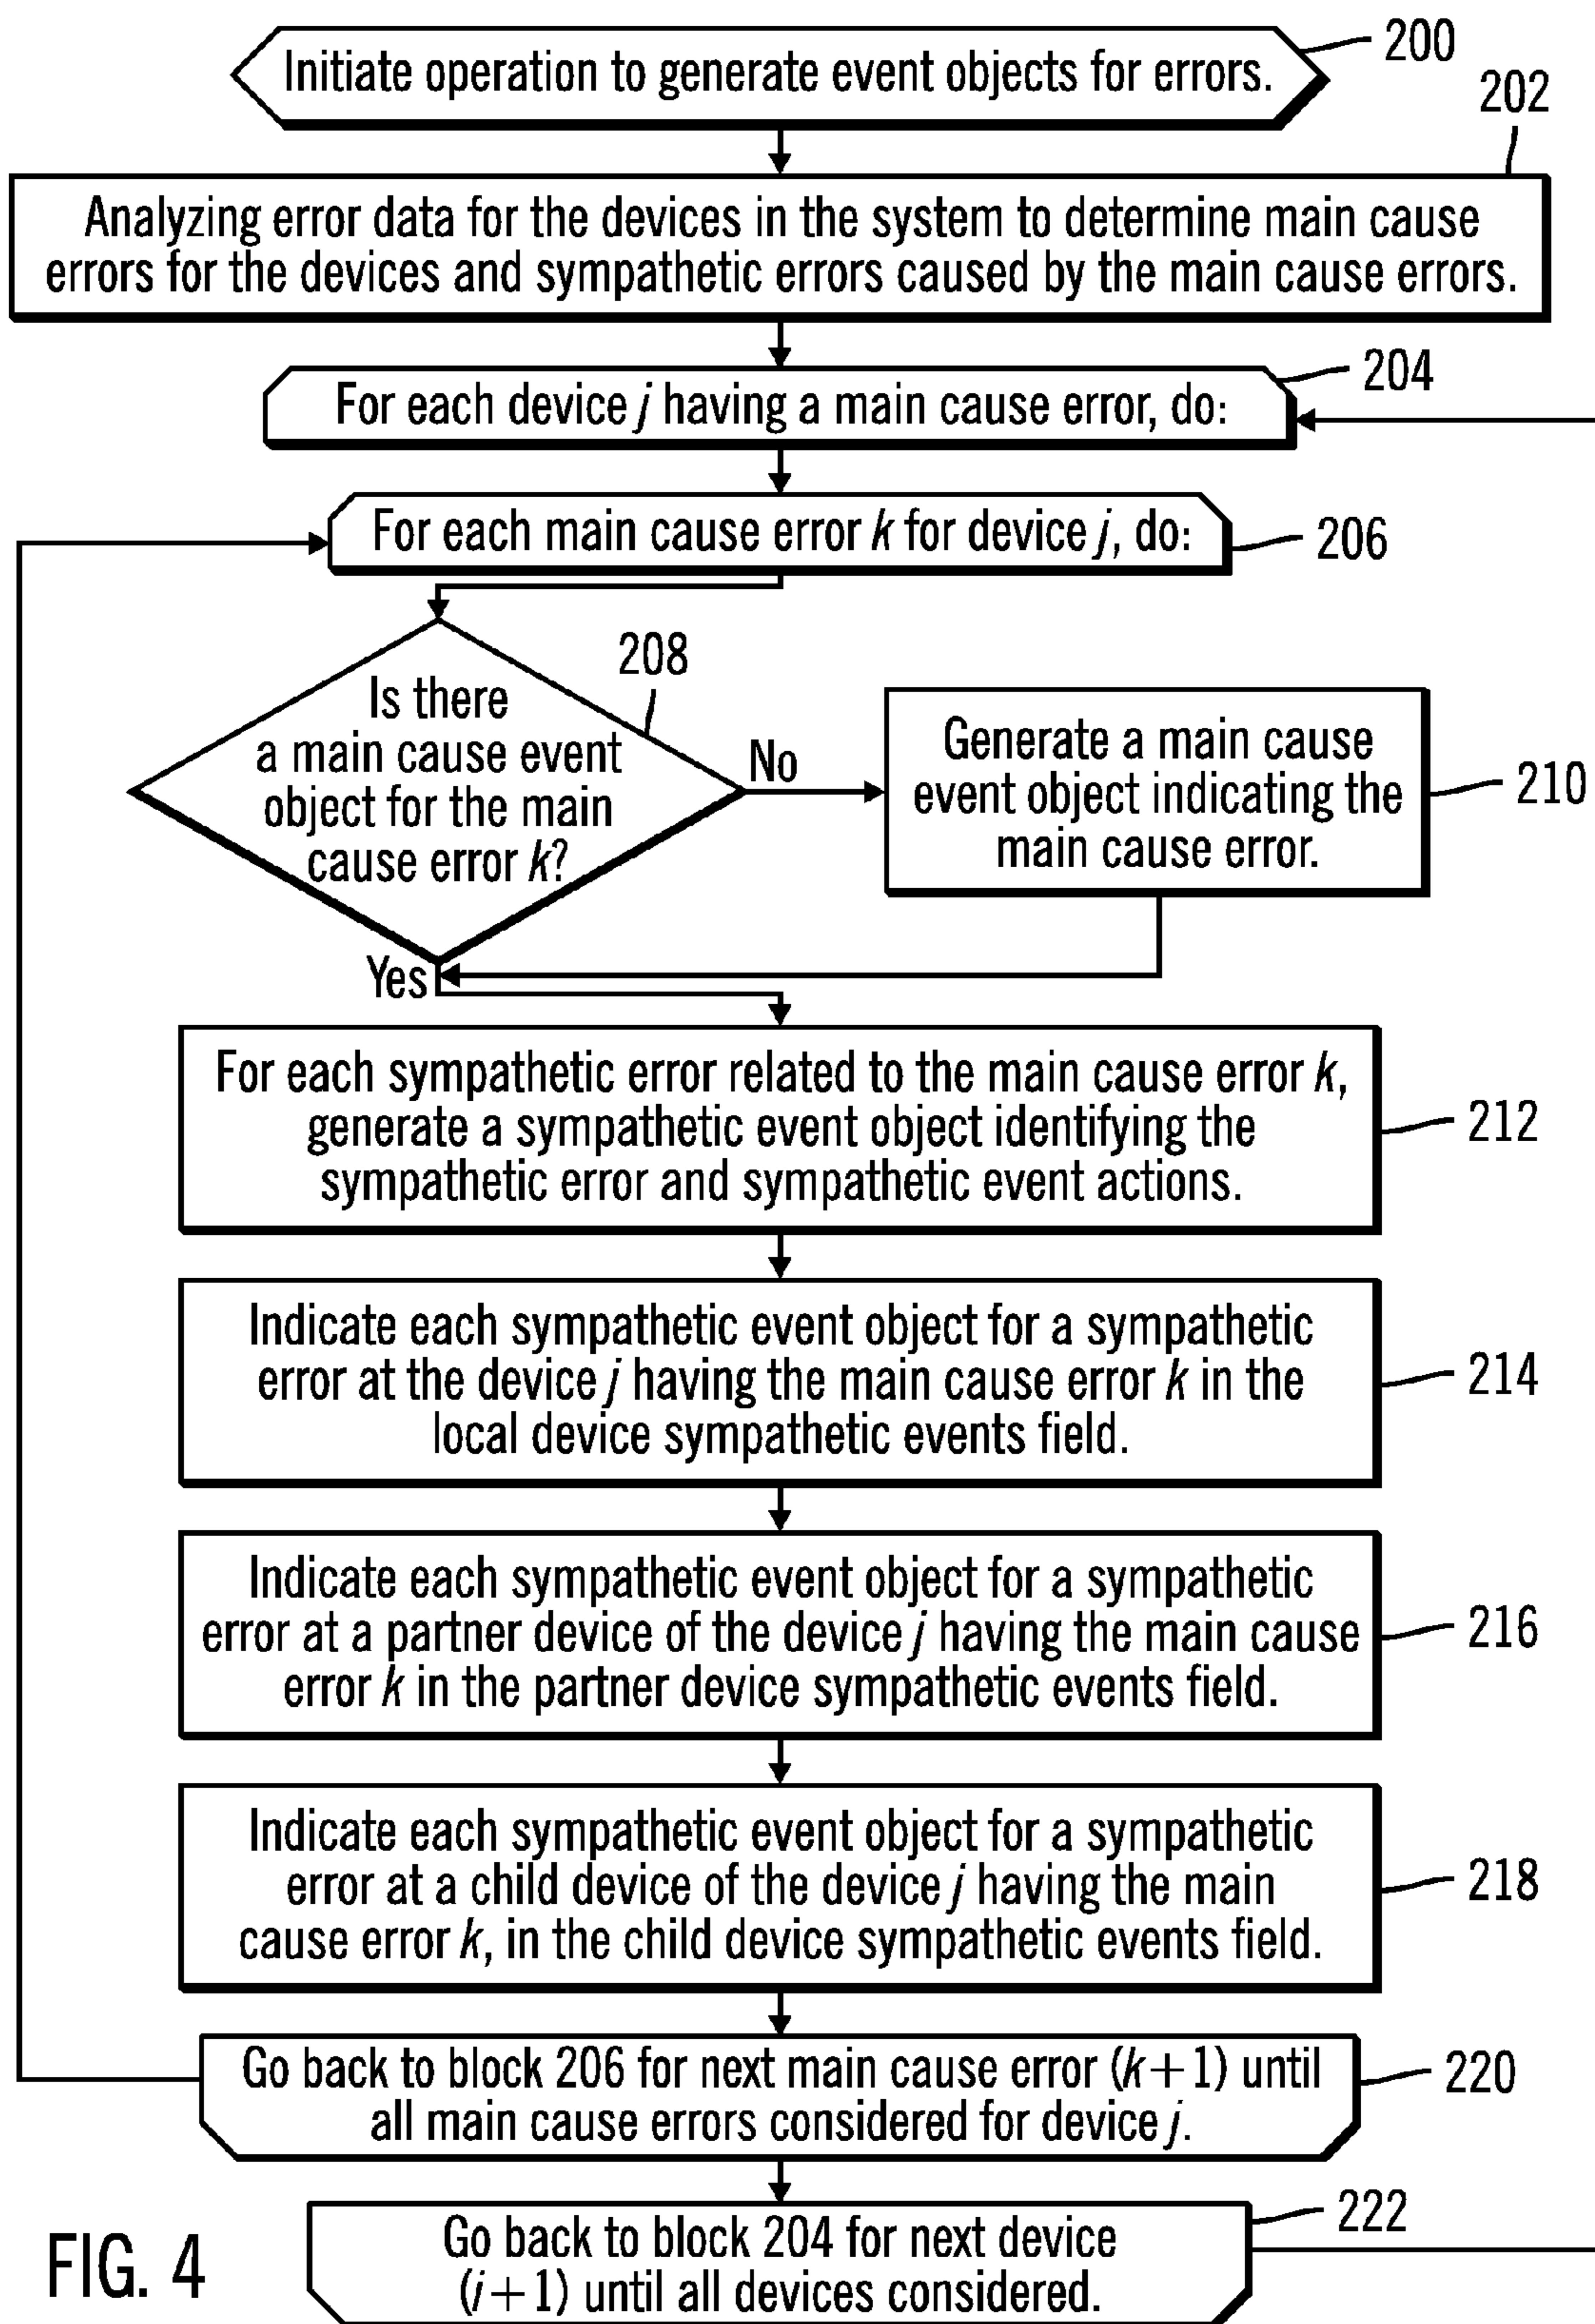 Initiate operation to generate event objects for errors.
200
202
Analyzing error data for the devices in the system to determine main cause
errors for the devices and sympathetic errors caused by the main cause errors.
204
For each device j having a main cause error, do:
For each main cause error k for device j, do:
206
208
Is there
a main cause event
object for the main
cause error k?
No
Generate a main cause
event object indicating the
main cause error.
210
Yes
For each sympathetic error related to the main cause error k,
generate a sympathetic event object identifying the
sympathetic error and sympathetic event actions.
212
Indicate each sympathetic event object for a sympathetic
error at the device j having the main cause error k in the
local device sympathetic events field.
214
Indicate each sympathetic event object for a sympathetic
error at a partner device of the device j having the main cause
error k in the partner device sympathetic events field.
216
Indicate each sympathetic event object for a sympathetic
error at a child device of the device j having the main
cause error k, in the child device sympathetic events field.
218
Go back to block 206 for next main cause error (k+1) until
all main cause errors considered for device j.
220
222
Go back to block 204 for next device
(i+1) until all devices considered.
FIG. 4